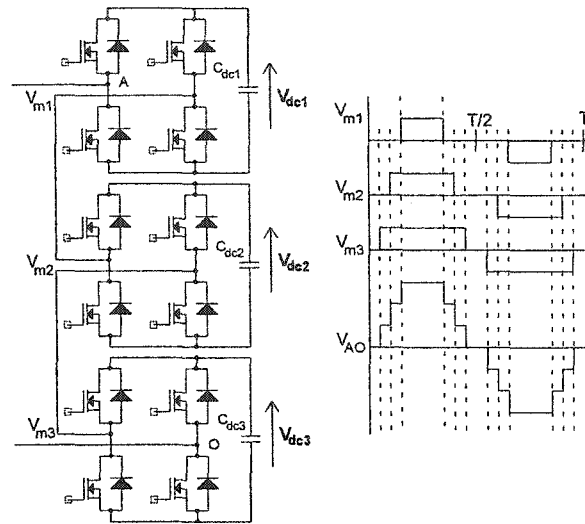 A
V_m1
C_dc1
V_dc1
V_m2
C_dc2
V_dc2
V_m3
C_dc3
O
V_dc3
V_m1
T/2
T
V_m2
V_m3
V_AO